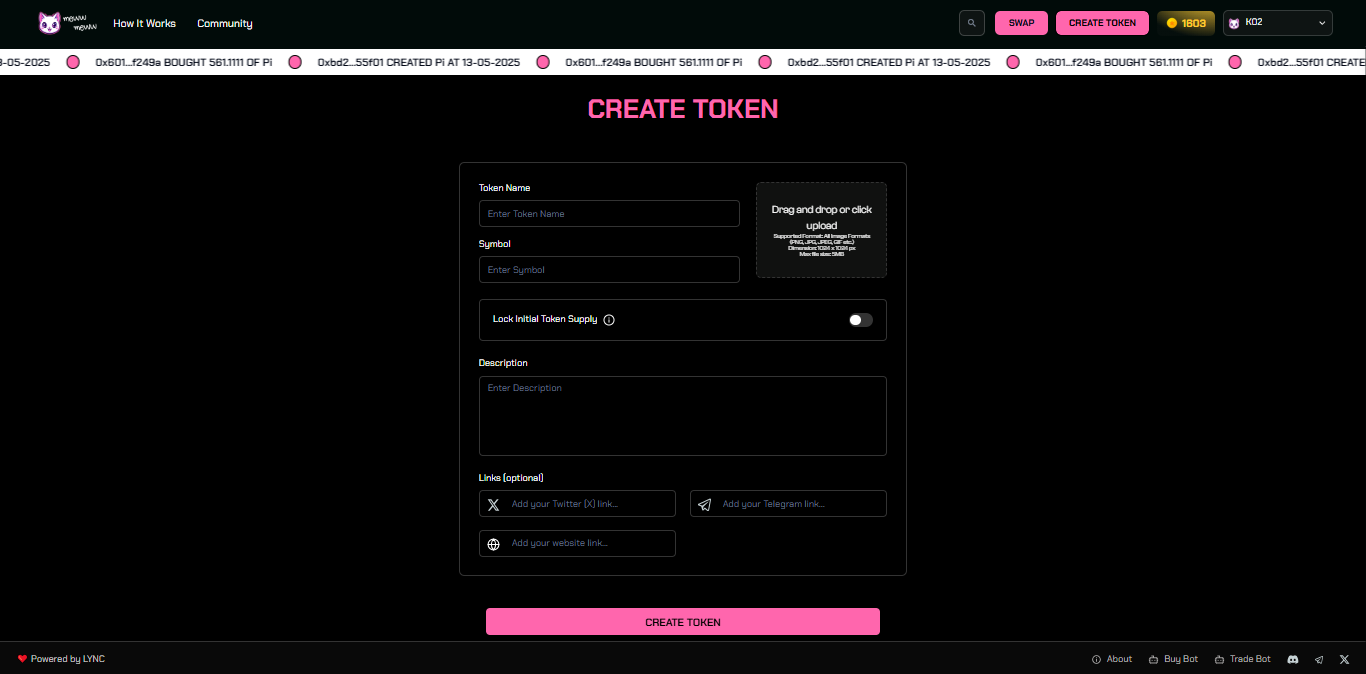 meww
meww
How It Works
Community
SWAP
CREATE TOKEN
1603
K02
3-05-2025 0x601...f249a BOUGHT 561.1111 OF Pi 0xbd2...55f01 CREATED Pi AT 13-05-2025 0x601...f249a BOUGHT 561.1111 OF Pi 0xbd2...55f01 CREATED Pi AT 13-05-2025 0x601...f249a BOUGHT 561.1111 OF Pi 0xbd2...55f01 CREATE
CREATE TOKEN
Token Name
Enter Token Name
Symbol
Enter Symbol
Drag and drop or click
upload
Supported Format: All Image Formats
(PNG, JPG, JPEG, GIF etc.)
Dimension: 1024 x 1024 px
Max file size: 5MB
Lock Initial Token Supply
Description
Enter Description
Links (optional)
Add your Twitter (X) link...
Add your Telegram link...
Add your website link...
CREATE TOKEN
Powered by LYNC
About
Buy Bot
Trade Bot